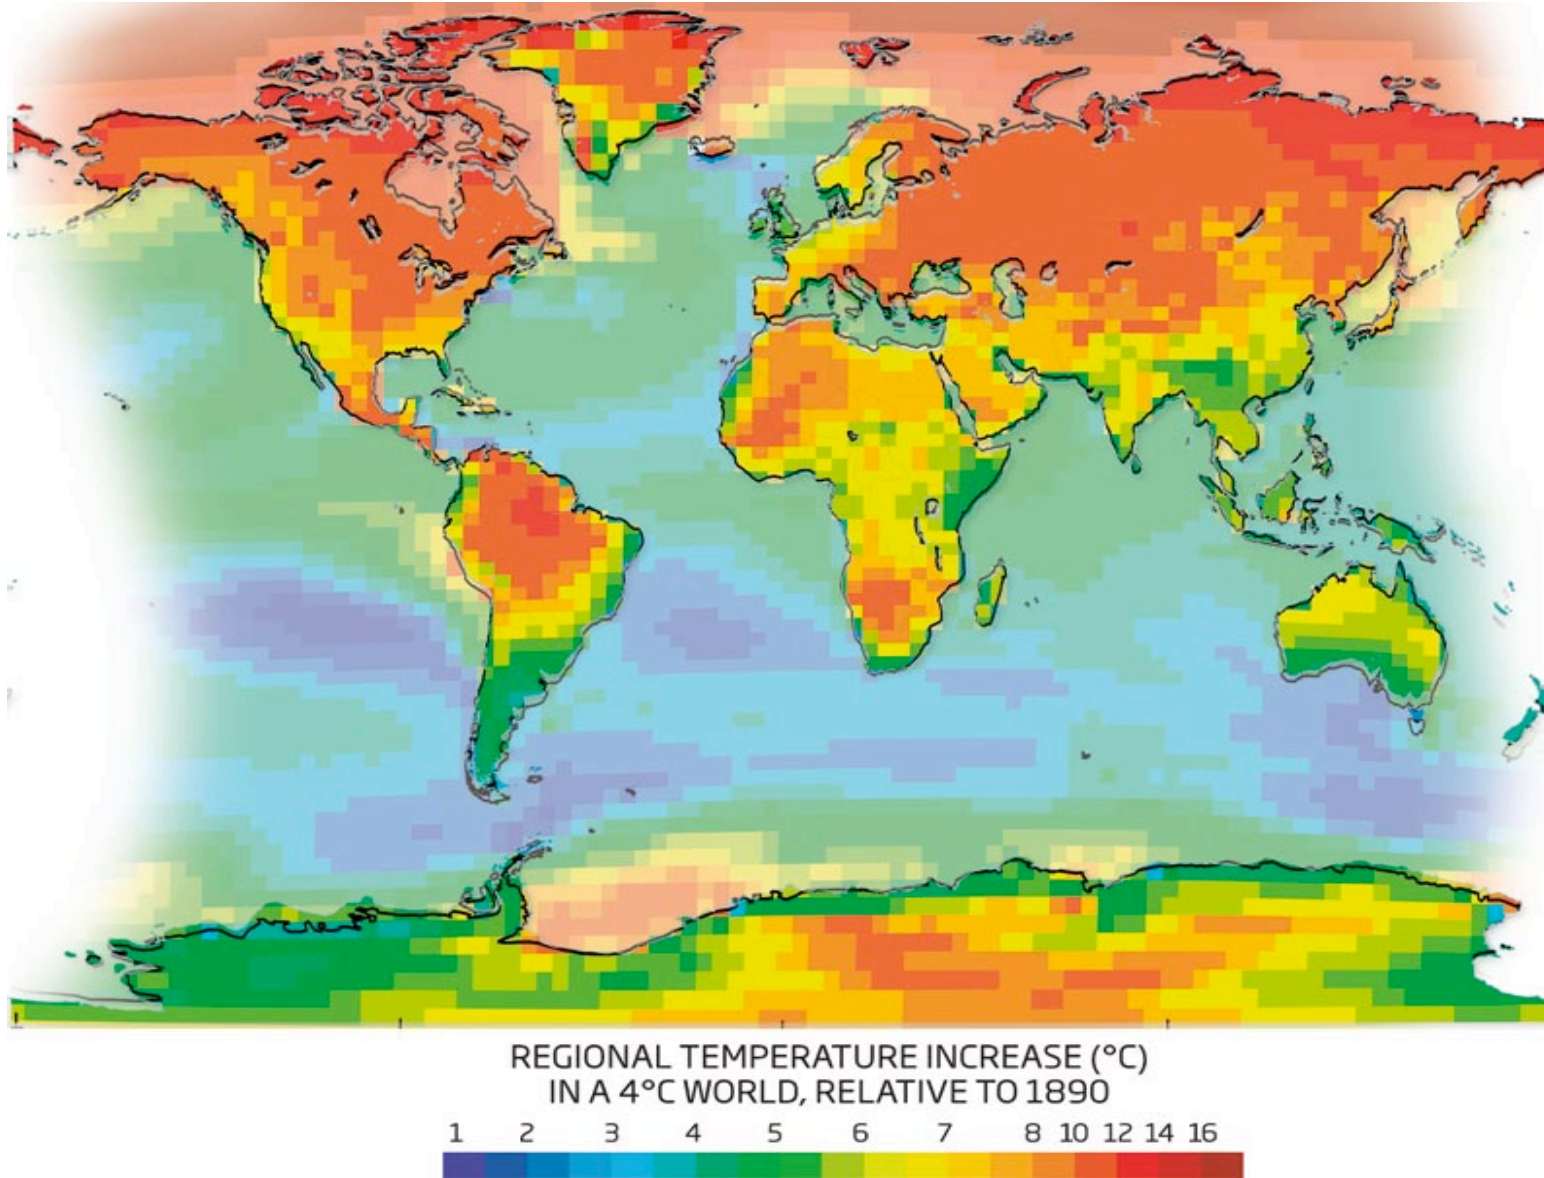 REGIONAL TEMPERATURE INCREASE (°C)
IN A 4°C WORLD, RELATIVE TO 1890
1 2 3 4 5 6 7 8 10 12 14 16